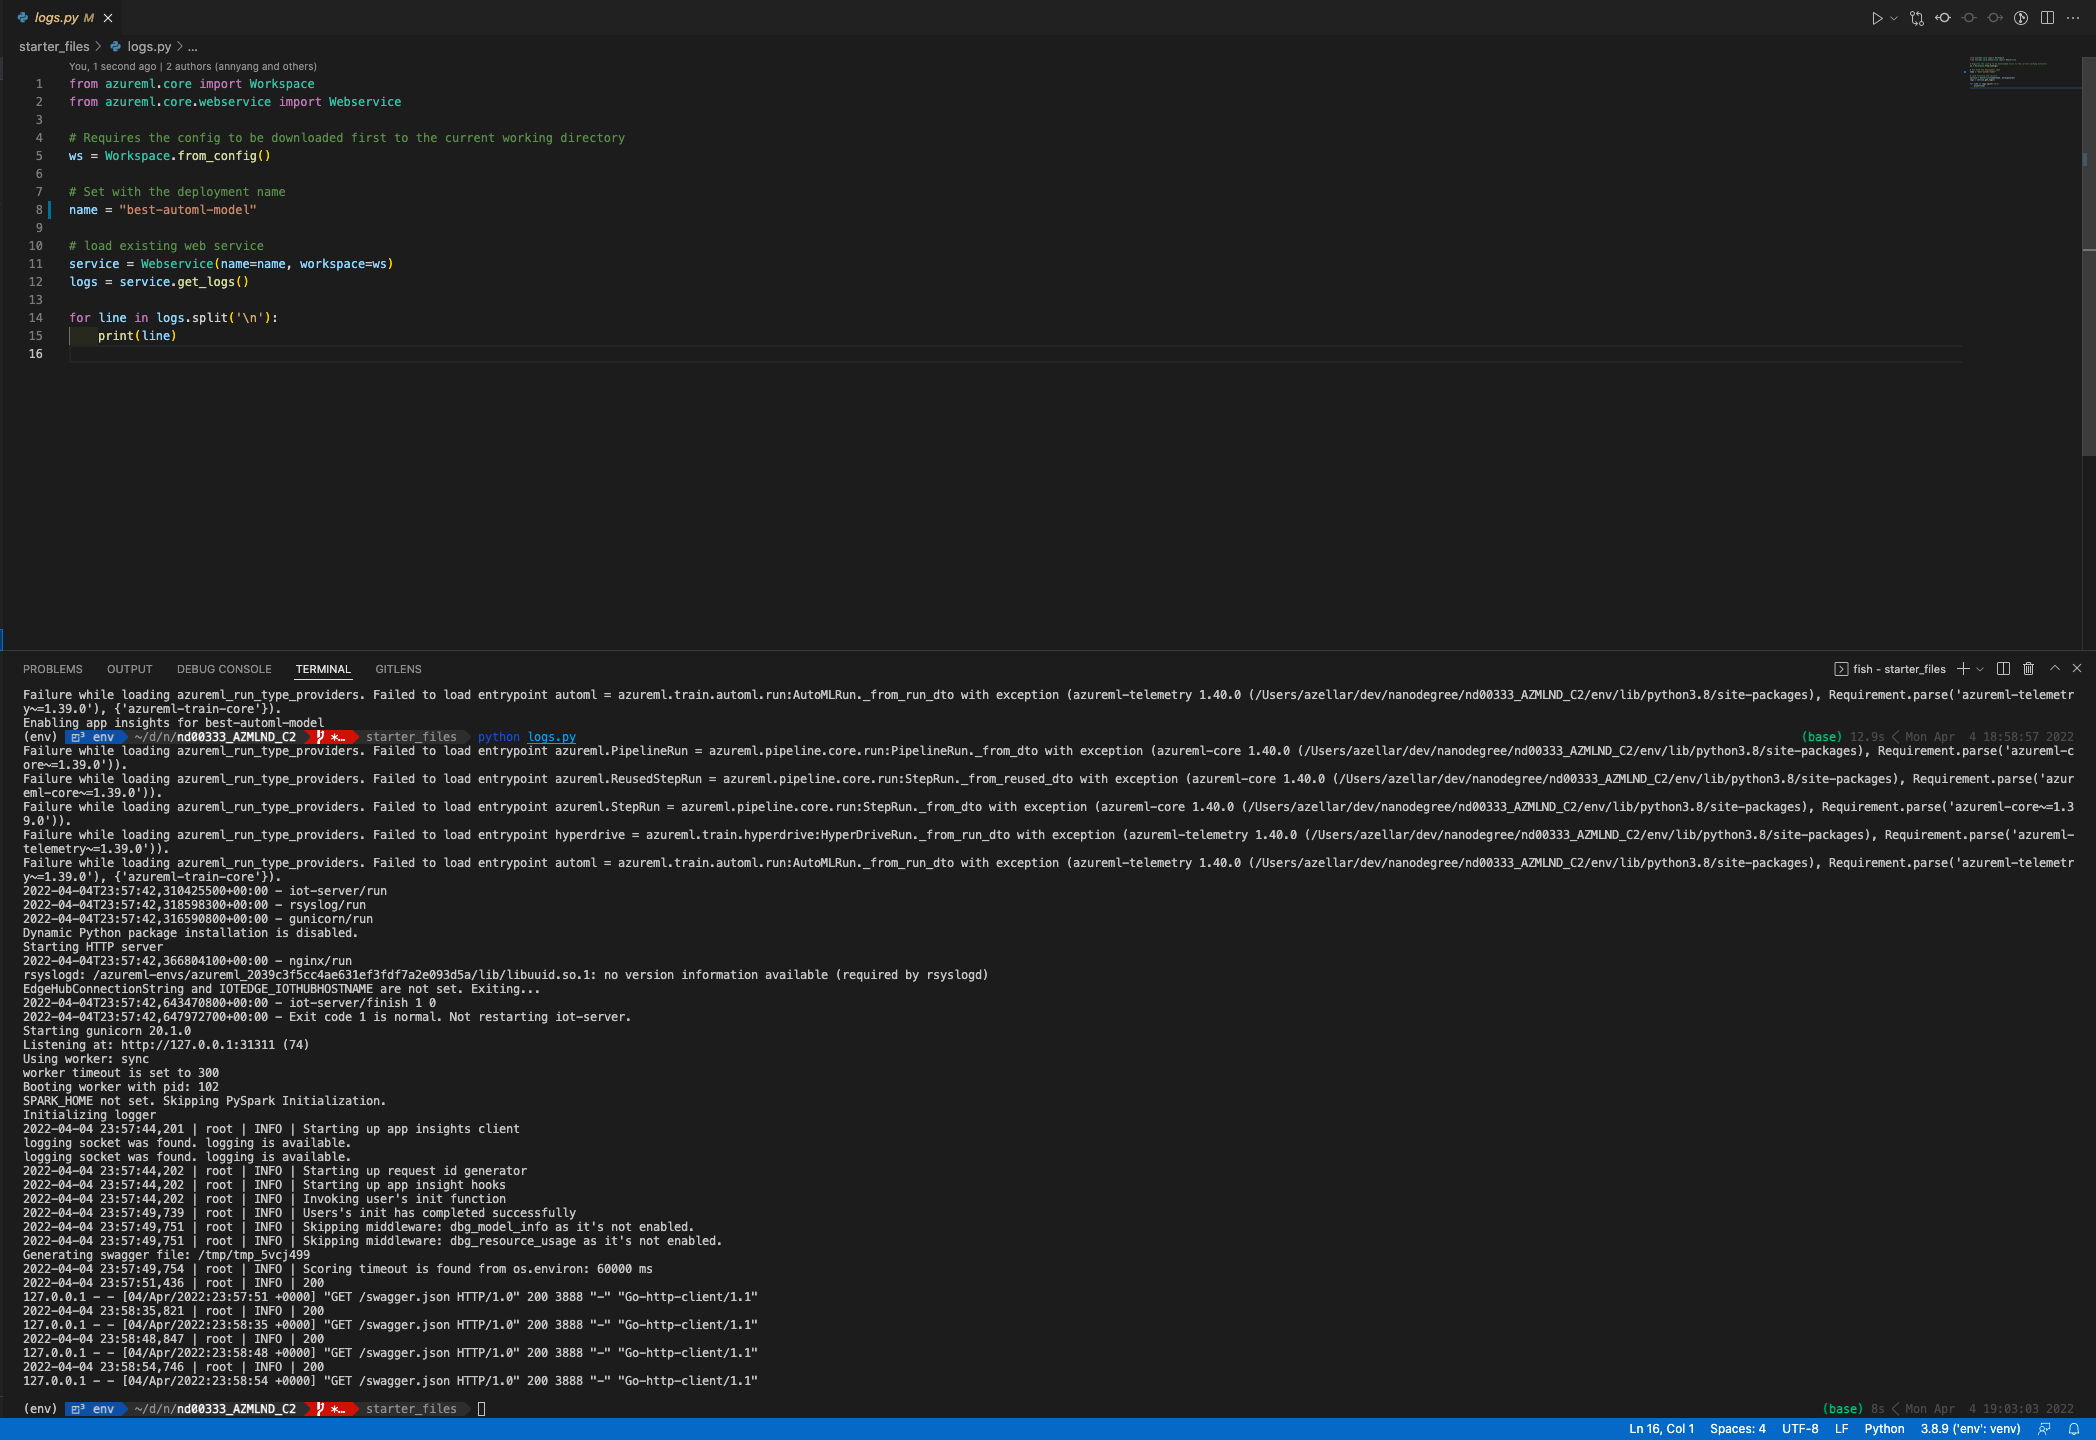 logs.py M
starter_files > logs.py > ...
You, 1 second ago | 2 authors (annyang and others)
1 from azureml.core import Workspace
2 from azureml.core.webservice import Webservice
3
4 # Requires the config to be downloaded first to the current working directory
5 ws = Workspace.from_config()
6
7 # Set with the deployment name
8 name = "best-automl-model"
9
10 # load existing web service
11 service = Webservice(name=name, workspace=ws)
12 logs = service.get_logs()
13
14 for line in logs.split('\n'):
15 print(line)
16
PROBLEMS OUTPUT DEBUG CONSOLE TERMINAL GITLENS fish - starter_files
Failure while loading azureml_run_type_providers. Failed to load entrypoint automl = azureml.train.automl.run:AutoMLRun._from_run_dto with exception (azureml-telemetry 1.40.0 (/Users/azellar/dev/nanodegree/nd00333_AZMLND_C2/env/lib/python3.8/site-packages), Requirement.parse('azureml-telemetr
y~=1.39.0'), {'azureml-train-core'}).
Enabling app insights for best-automl-model
(env) env ~/d/n/nd00333_AZMLND_C2 *… starter_files python logs.py (base) 12.9s < Mon Apr 4 18:58:57 2022
Failure while loading azureml_run_type_providers. Failed to load entrypoint azureml.PipelineRun = azureml.pipeline.core.run:PipelineRun._from_dto with exception (azureml-core 1.40.0 (/Users/azellar/dev/nanodegree/nd00333_AZMLND_C2/env/lib/python3.8/site-packages), Requirement.parse('azureml-c
ore~=1.39.0')).
Failure while loading azureml_run_type_providers. Failed to load entrypoint azureml.ReusedStepRun = azureml.pipeline.core.run:StepRun._from_reused_dto with exception (azureml-core 1.40.0 (/Users/azellar/dev/nanodegree/nd00333_AZMLND_C2/env/lib/python3.8/site-packages), Requirement.parse('azur
eml-core~=1.39.0')).
Failure while loading azureml_run_type_providers. Failed to load entrypoint azureml.StepRun = azureml.pipeline.core.run:StepRun._from_dto with exception (azureml-core 1.40.0 (/Users/azellar/dev/nanodegree/nd00333_AZMLND_C2/env/lib/python3.8/site-packages), Requirement.parse('azureml-core~=1.3
9.0')).
Failure while loading azureml_run_type_providers. Failed to load entrypoint hyperdrive = azureml.train.hyperdrive:HyperDriveRun._from_run_dto with exception (azureml-telemetry 1.40.0 (/Users/azellar/dev/nanodegree/nd00333_AZMLND_C2/env/lib/python3.8/site-packages), Requirement.parse('azureml-
telemetry~=1.39.0')).
Failure while loading azureml_run_type_providers. Failed to load entrypoint automl = azureml.train.automl.run:AutoMLRun._from_run_dto with exception (azureml-telemetry 1.40.0 (/Users/azellar/dev/nanodegree/nd00333_AZMLND_C2/env/lib/python3.8/site-packages), Requirement.parse('azureml-telemetr
y~=1.39.0'), {'azureml-train-core'}).
2022-04-04T23:57:42,310425500+00:00 - iot-server/run
2022-04-04T23:57:42,318598300+00:00 - rsyslog/run
2022-04-04T23:57:42,316590800+00:00 - gunicorn/run
Dynamic Python package installation is disabled.
Starting HTTP server
2022-04-04T23:57:42,366804100+00:00 - nginx/run
rsyslogd: /azureml-envs/azureml_2039c3f5cc4ae631ef3fdf7a2e093d5a/lib/libuuid.so.1: no version information available (required by rsyslogd)
EdgeHubConnectionString and IOTEDGE_IOTHUBHOSTNAME are not set. Exiting...
2022-04-04T23:57:42,643470800+00:00 - iot-server/finish 1 0
2022-04-04T23:57:42,647972700+00:00 - Exit code 1 is normal. Not restarting iot-server.
Starting gunicorn 20.1.0
Listening at: http://127.0.0.1:31311 (74)
Using worker: sync
worker timeout is set to 300
Booting worker with pid: 102
SPARK_HOME not set. Skipping PySpark Initialization.
Initializing logger
2022-04-04 23:57:44,201 | root | INFO | Starting up app insights client
logging socket was found. logging is available.
logging socket was found. logging is available.
2022-04-04 23:57:44,202 | root | INFO | Starting up request id generator
2022-04-04 23:57:44,202 | root | INFO | Starting up app insight hooks
2022-04-04 23:57:44,202 | root | INFO | Invoking user's init function
2022-04-04 23:57:49,739 | root | INFO | Users's init has completed successfully
2022-04-04 23:57:49,751 | root | INFO | Skipping middleware: dbg_model_info as it's not enabled.
2022-04-04 23:57:49,751 | root | INFO | Skipping middleware: dbg_resource_usage as it's not enabled.
Generating swagger file: /tmp/tmp_5vcj499
2022-04-04 23:57:49,754 | root | INFO | Scoring timeout is found from os.environ: 60000 ms
2022-04-04 23:57:51,436 | root | INFO | 200
127.0.0.1 - - [04/Apr/2022:23:57:51 +0000] "GET /swagger.json HTTP/1.0" 200 3888 "-" "Go-http-client/1.1"
2022-04-04 23:58:35,821 | root | INFO | 200
127.0.0.1 - - [04/Apr/2022:23:58:35 +0000] "GET /swagger.json HTTP/1.0" 200 3888 "-" "Go-http-client/1.1"
2022-04-04 23:58:48,847 | root | INFO | 200
127.0.0.1 - - [04/Apr/2022:23:58:48 +0000] "GET /swagger.json HTTP/1.0" 200 3888 "-" "Go-http-client/1.1"
2022-04-04 23:58:54,746 | root | INFO | 200
127.0.0.1 - - [04/Apr/2022:23:58:54 +0000] "GET /swagger.json HTTP/1.0" 200 3888 "-" "Go-http-client/1.1"
(env) env ~/d/n/nd00333_AZMLND_C2 *… starter_files (base) 8s < Mon Apr 4 19:03:03 2022
Ln 16, Col 1 Spaces: 4 UTF-8 LF Python 3.8.9 ('env': venv)